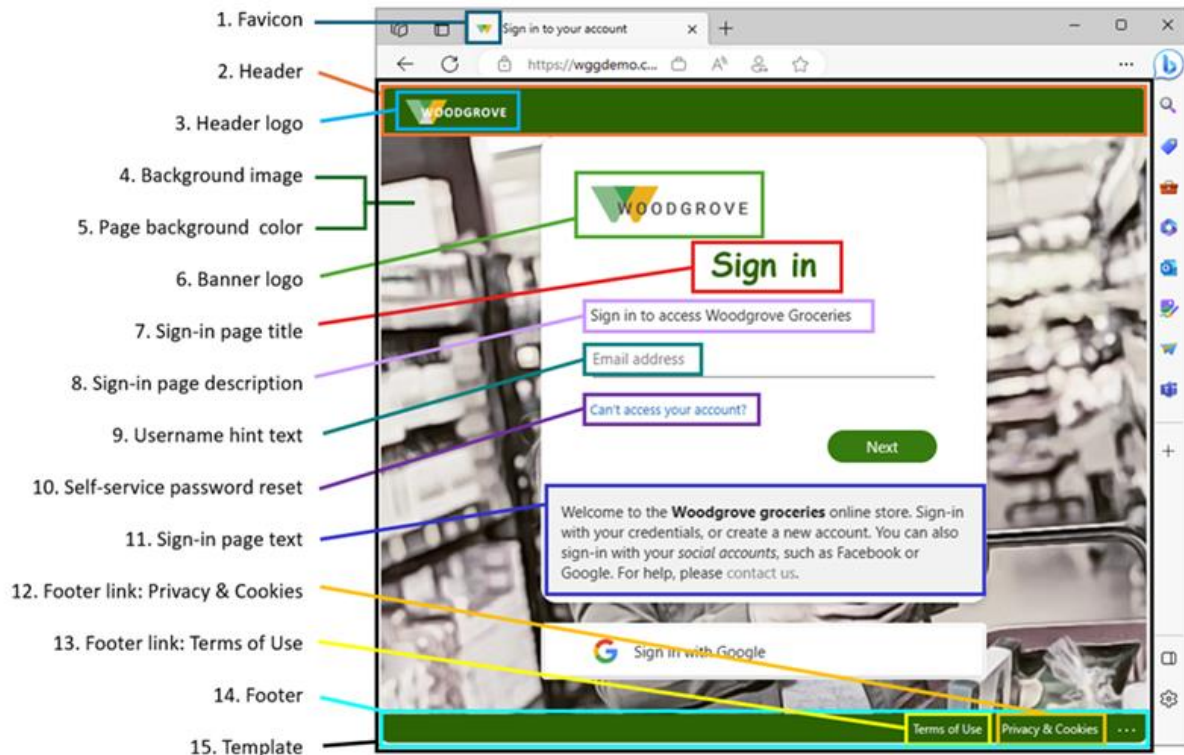 1. Favicon
2. Header
3. Header logo
4. Background image
5. Page background color
6. Banner logo
7. Sign-in page title
8. Sign-in page description
9. Username hint text
10. Self-service password reset
11. Sign-in page text
12. Footer link: Privacy & Cookies
13. Footer link: Terms of Use
14. Footer
15. Template
Sign in to your account
https://wggdemo.c...
WOODGROVE
WOODGROVE
Sign in
Sign in to access Woodgrove Groceries
Email address
Can't access your account?
Next
Welcome to the Woodgrove groceries online store. Sign-in
with your credentials, or create a new account. You can also
sign-in with your social accounts, such as Facebook or
Google. For help, please contact us.
Sign in with Google
Terms of Use Privacy & Cookies ...